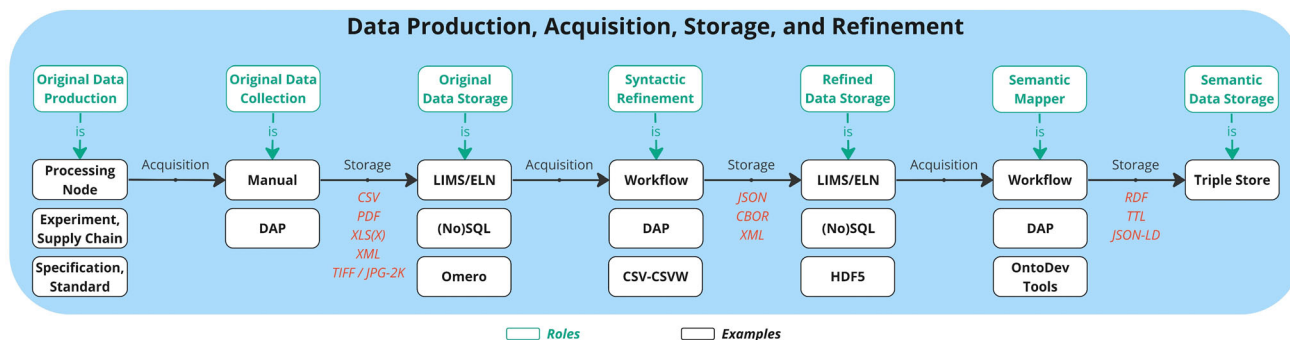 Data Production, Acquisition, Storage, and Refinement
Original Data
Production
Original Data
Collection
Original
Data Storage
Syntactic
Refinement
Refined
Data Storage
Semantic
Mapper
Semantic
Data Storage
is
is
is
is
is
is
is
Processing
Node
Acquisition
Manual
Storage
LIMS/ELN
Acquisition
Workflow
Storage
LIMS/ELN
Acquisition
Workflow
Storage
Triple Store
Experiment,
Supply Chain
Specification,
Standard
DAP
CSV
PDF
XLS(X)
XML
TIFF / JPG-2K
(No)SQL
Omero
DAP
CSV-CSVW
JSON
CBOR
XML
(No)SQL
HDF5
DAP
OntoDev
Tools
RDF
TTL
JSON-LD
Roles
Examples